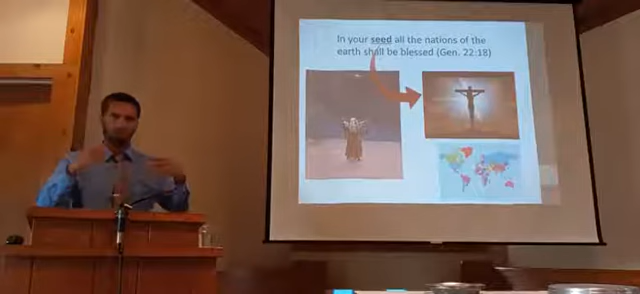 In your seed all the nations of the
earth shall be blessed (Gen. 22:18)